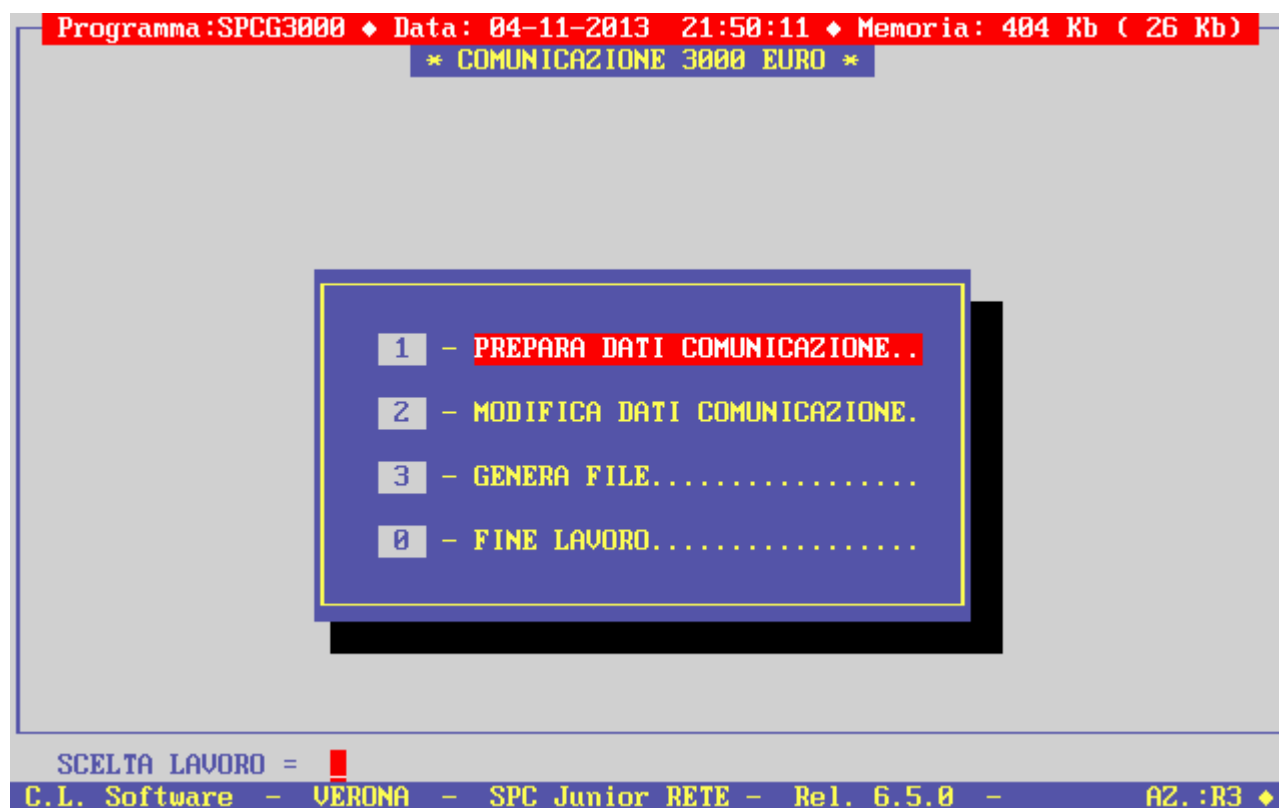 Programma:SPCG3000 ♦ Data: 04-11-2013 21:50:11 ♦ Memoria: 404 Kb ( 26 Kb)
* COMUNICAZIONE 3000 EURO *
1 - PREPARA DATI COMUNICAZIONE..
2 - MODIFICA DATI COMUNICAZIONE.
3 - GENERA FILE.................
0 - FINE LAVORO.................
SCELTA LAVORO =
C.L. Software - VERONA - SPC Junior RETE - Rel. 6.5.0 - AZ.:R3 ♦